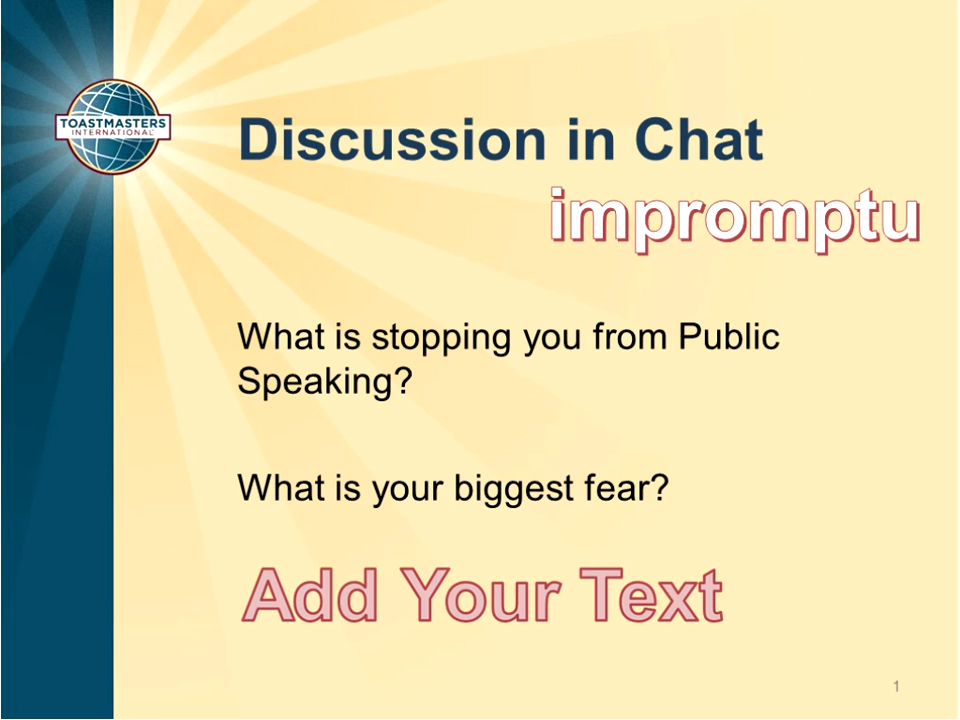 TOASTMASTERS
INTERNATIONAL
Discussion in Chat
impromptu
What is stopping you from Public
Speaking?
What is your biggest fear?
Add Your Text
1